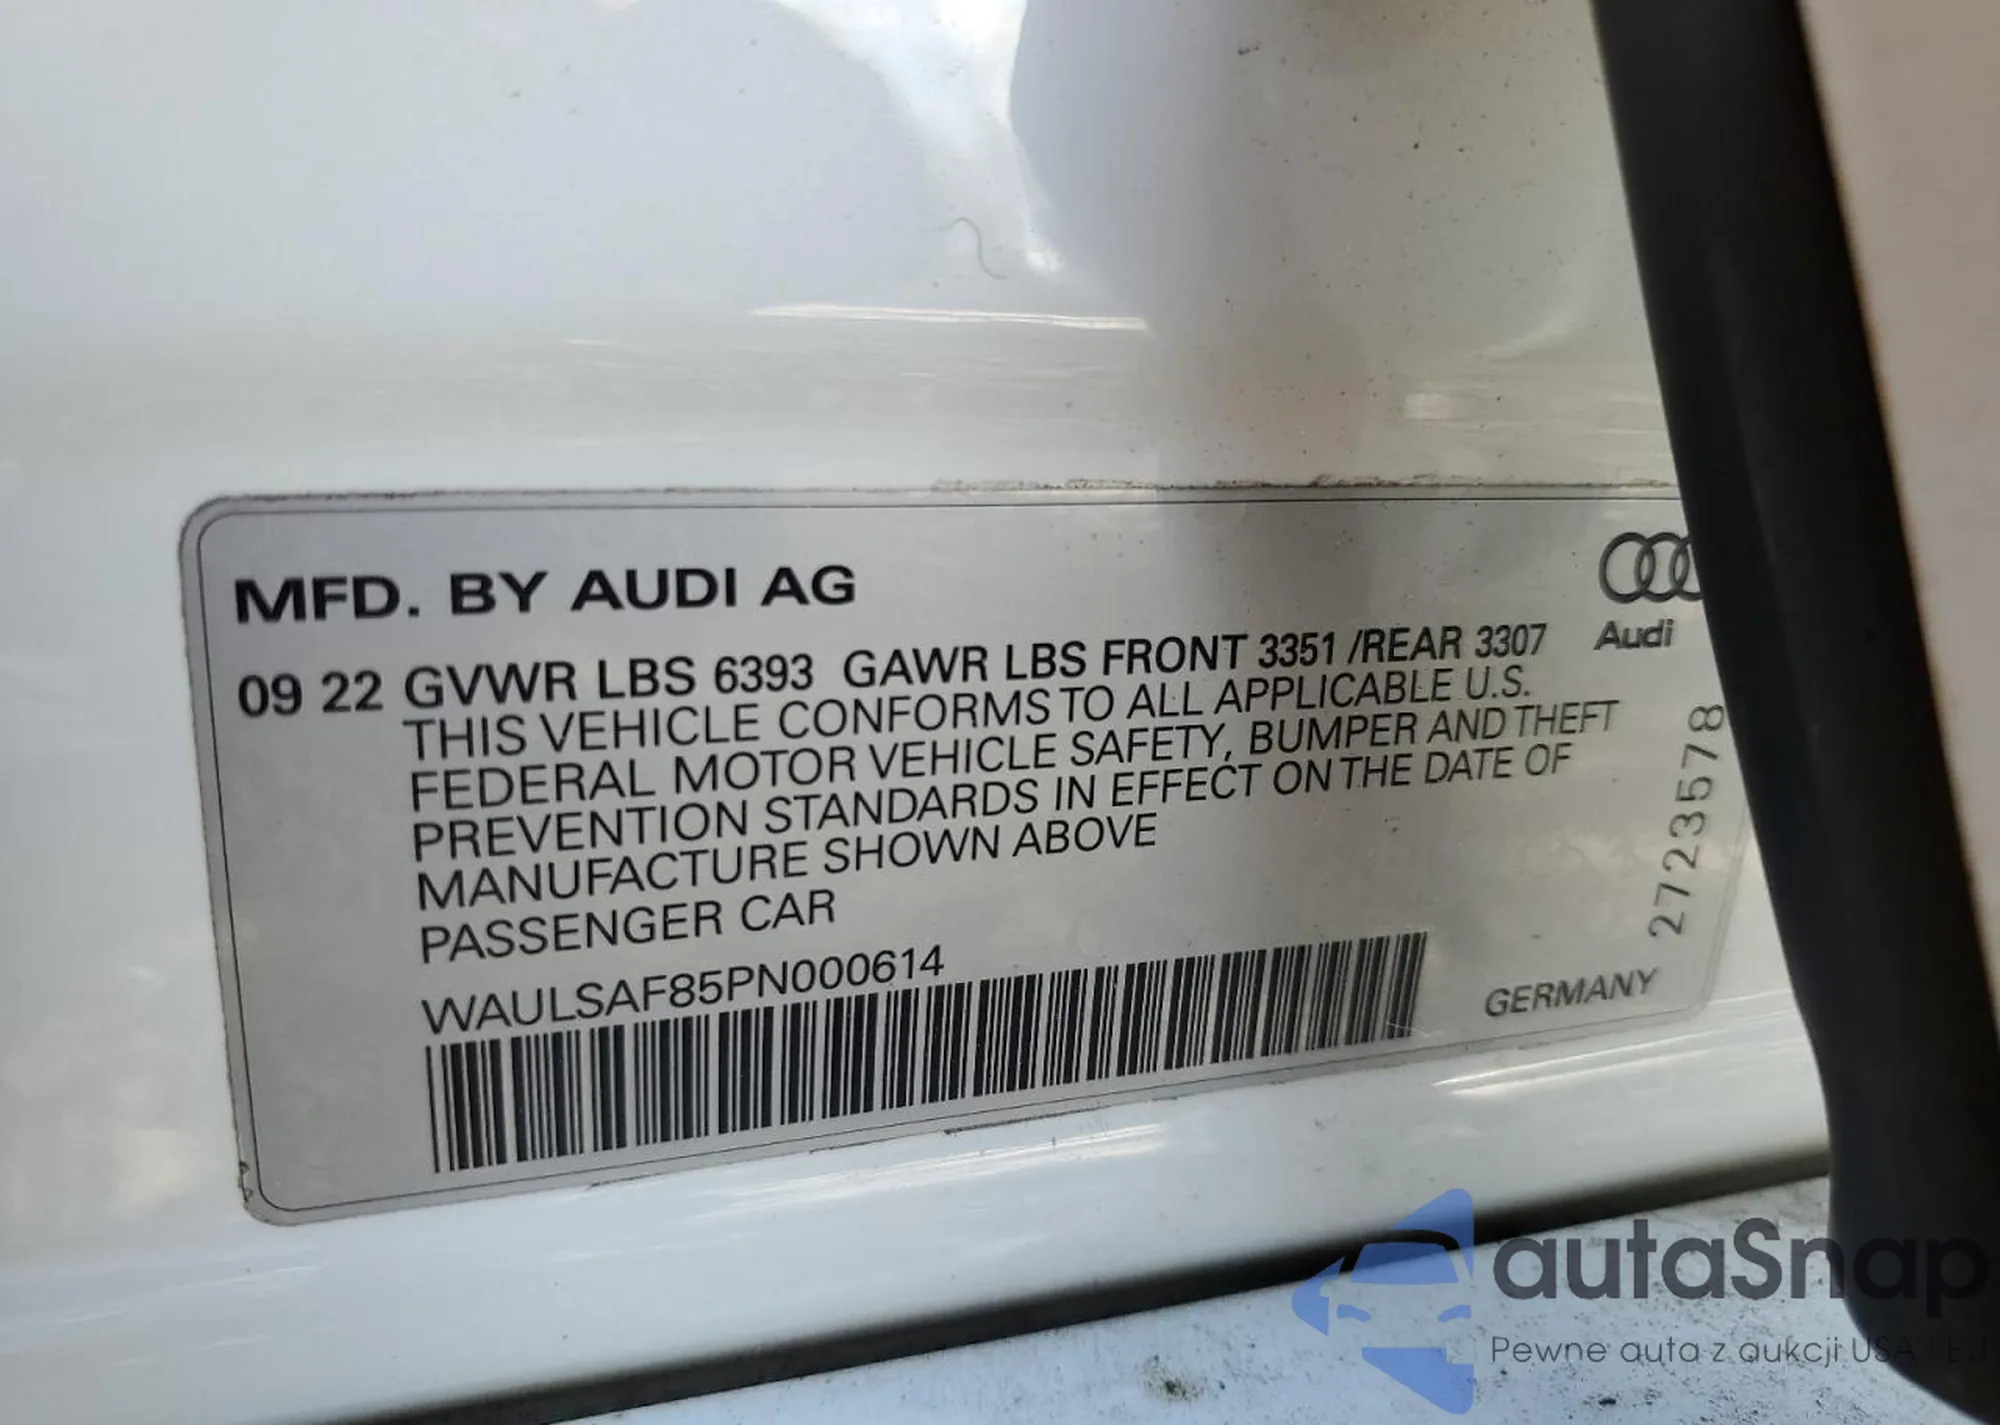 MFD. BY AUDI AG
Audi
09 22 GVWR LBS 6393 GAWR LBS FRONT 3351 /REAR 3307
THIS VEHICLE CONFORMS TO ALL APPLICABLE U.S.
FEDERAL MOTOR VEHICLE SAFETY, BUMPER AND THEFT
PREVENTION STANDARDS IN EFFECT ON THE DATE OF
MANUFACTURE SHOWN ABOVE
PASSENGER CAR
WAULSAF85PN000614
GERMANY
2723578
autaSnap
Pewne auta z aukcji USA i EU